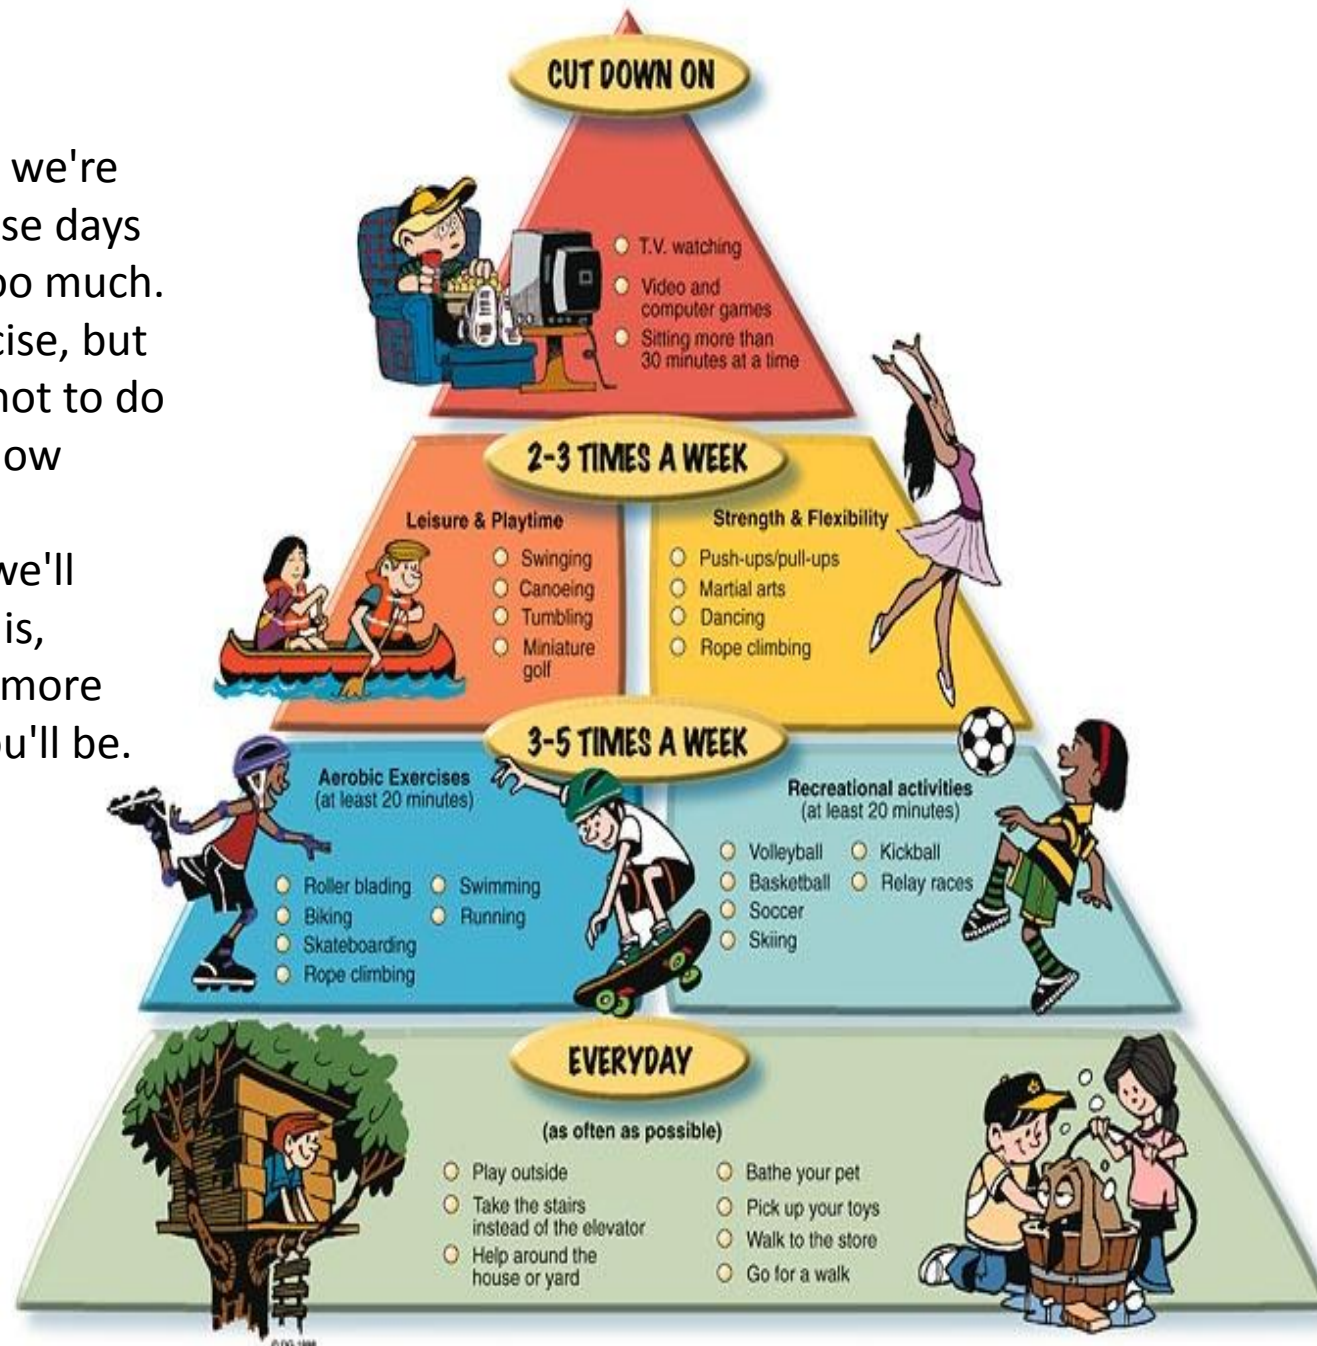 we're
se days
oo much.
cise, but
not to do
ow
we'll
is,
more
ou'll be.
CUT DOWN ON
T.V. watching
Video and
computer games
Sitting more than
30 minutes at a time
2-3 TIMES A WEEK
Leisure & Playtime
Swinging
Canoeing
Tumbling
Miniature
golf
Strength & Flexibility
Push-ups/pull-ups
Martial arts
Dancing
Rope climbing
3-5 TIMES A WEEK
Aerobic Exercises
(at least 20 minutes)
Roller blading
Biking
Skateboarding
Rope climbing
Swimming
Running
Recreational activities
(at least 20 minutes)
Volleyball
Basketball
Soccer
Skiing
Kickball
Relay races
EVERYDAY
(as often as possible)
Play outside
Take the stairs
instead of the elevator
Help around the
house or yard
Bathe your pet
Pick up your toys
Walk to the store
Go for a walk